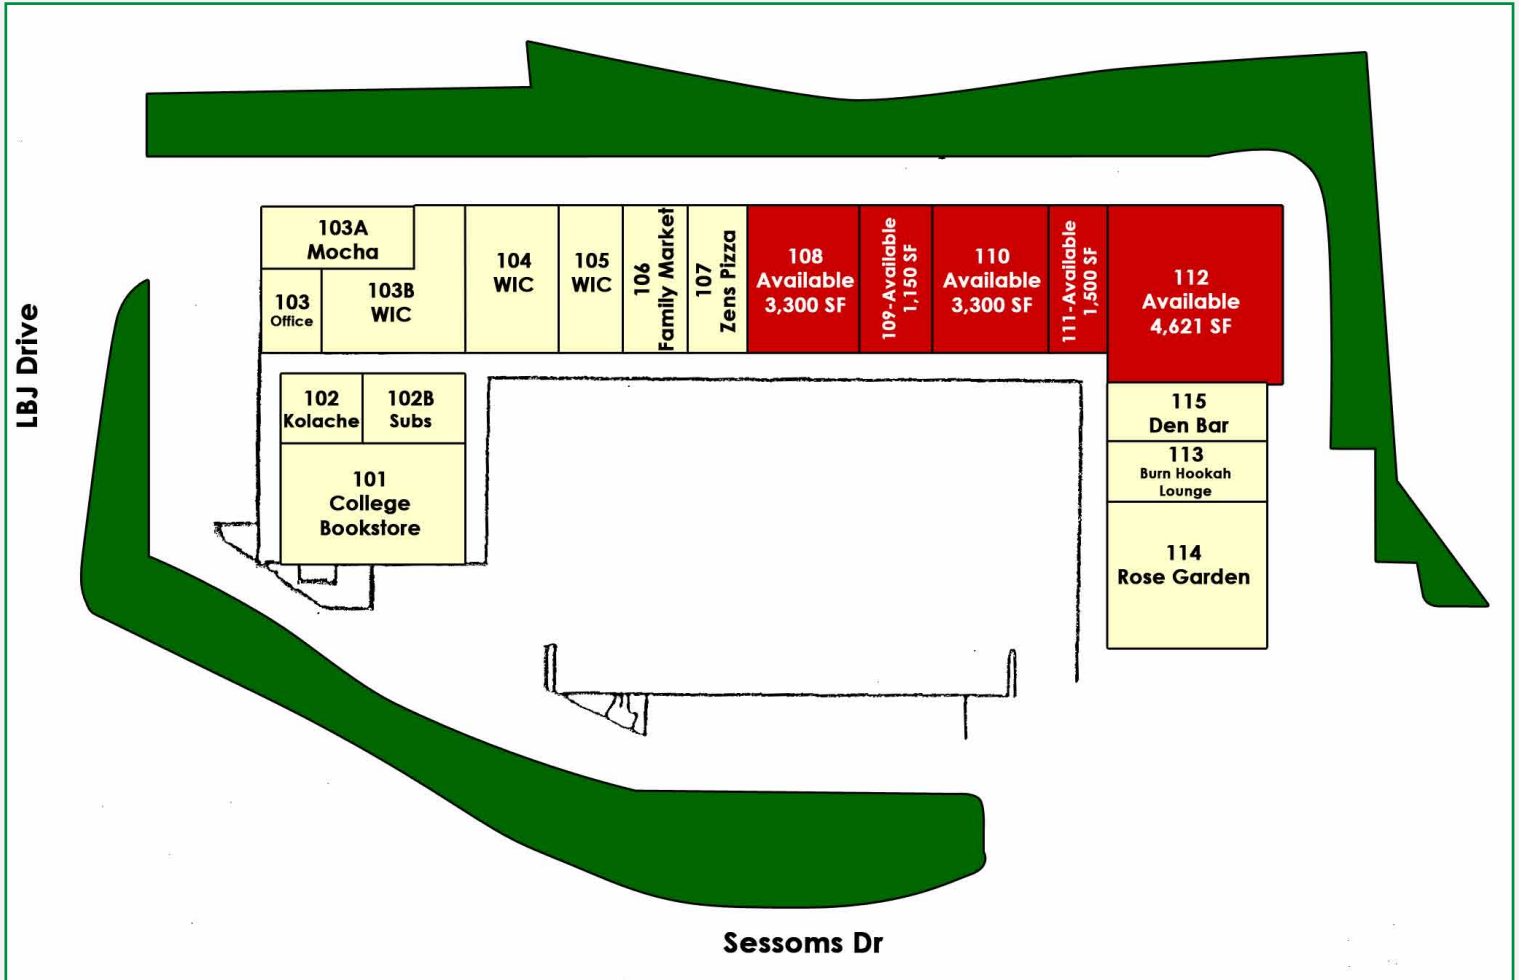 103A
Mocha
103
Office
103B
WIC
104
WIC
105
WIC
106
Family Market
107
Zens Pizza
108
Available
3,300 SF
109-Available
1,150 SF
110
Available
3,300 SF
111-Available
1,500 SF
112
Available
4,621 SF
LBJ Drive
102
Kolache
102B
Subs
101
College
Bookstore
115
Den Bar
113
Burn Hookah
Lounge
114
Rose Garden
Sessoms Dr